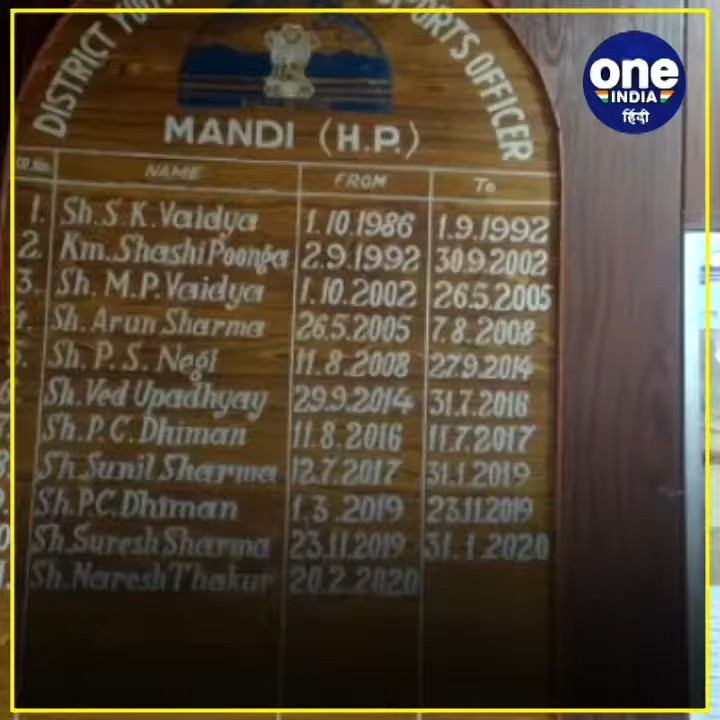 DISTRICT YOU SPORTS OFFICER
MANDI (H.P.)
NAME FROM To
1. Sh. S K. Vaidya 1.10.1986 1.9.1992
2. Km. Shashi Poonga 2.9.1992 30.9.2002
3. Sh. M.P. Vaidya 1.10.2002 26.5.2005
4. Sh. Arun Sharma 26.5.2005 7.8.2008
5. Sh. P. S. Negi 11.8.2008 27.9.2014
6. Sh. Ved Upadhyay 29.9.2014 31.7.2016
7. Sh. P. C. Dhiman 11.8.2016 11.7.2017
8. Sh. Sunil Sharma 12.7.2017 31.1.2019
9. Sh. P.C. Dhiman 1.3.2019 23.11.2019
0. Sh. Suresh Sharma 23.11.2019 31.1.2020
1. Sh. Naresh Thakur 20.2.2020
one
INDIA
हिंदी